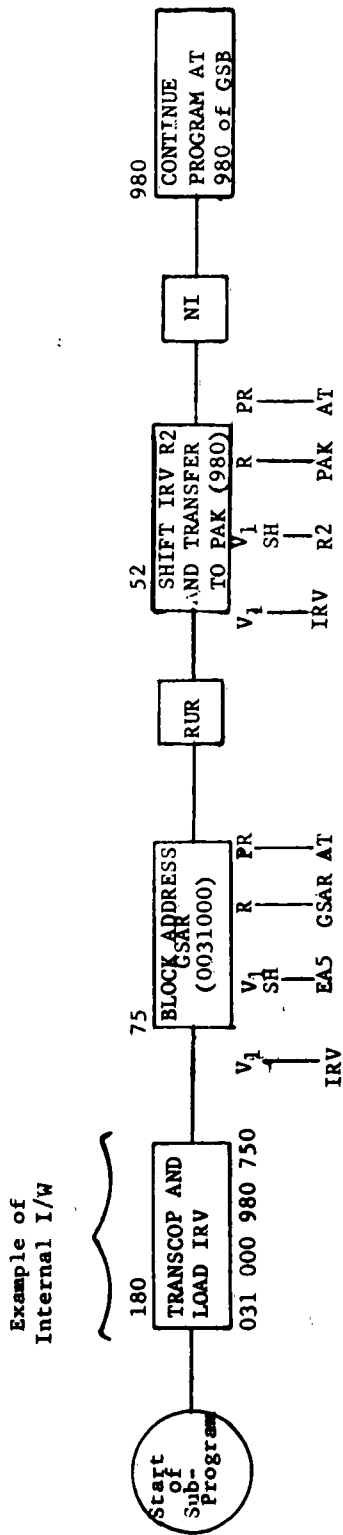 Example of
Internal I/W
Start
of
Sub-
Program
180
TRANSCOP AND
LOAD IRV
031 000 980 750
75
BLOCK ADDRESS
GSAR
(0031000)
V1
IRV
V1
SH
EA5
R
GSAR
PR
AT
RUR
52
SHIFT IRV R2
AND TRANSFER
TO PAK (980)
V1
IRV
V1
SH
R2
R
PAK
PR
AT
NI
980
CONTINUE
PROGRAM AT
980 of GSB